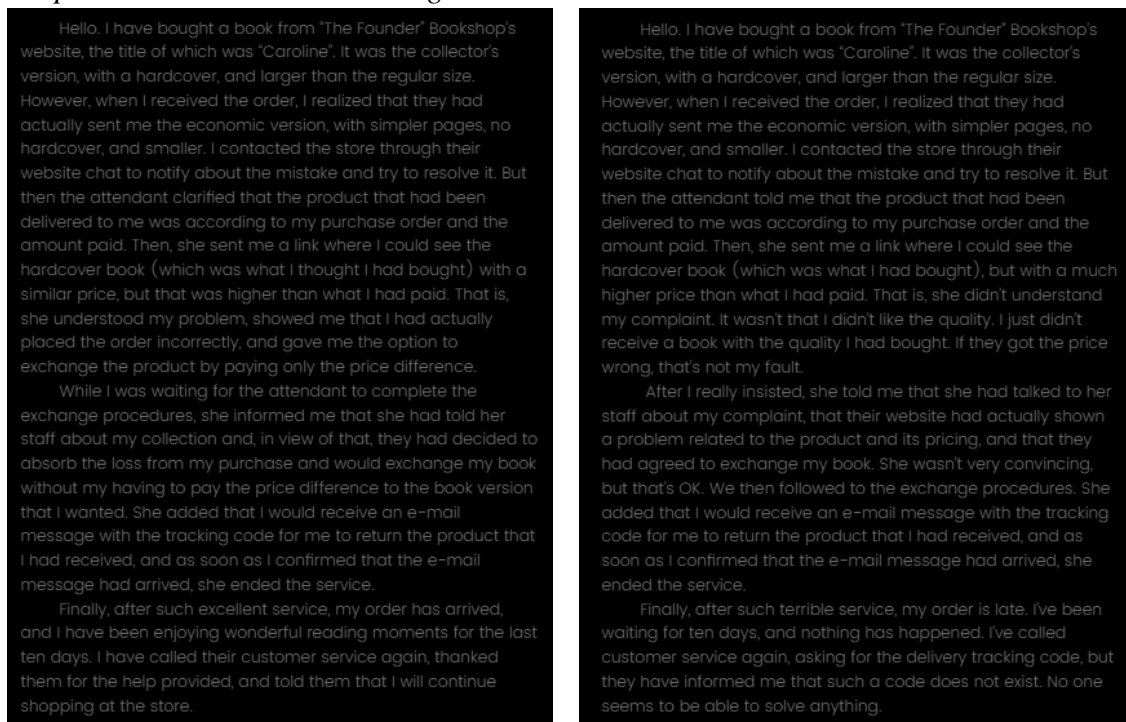 Hello. I have bought a book from “The Founder” Bookshop's
website, the title of which was “Caroline”. It was the collector's
version, with a hardcover, and larger than the regular size.
However, when I received the order, I realized that they had
actually sent me the economic version, with simpler pages, no
hardcover, and smaller. I contacted the store through their
website chat to notify about the mistake and try to resolve it. But
then the attendant clarified that the product that had been
delivered to me was according to my purchase order and the
amount paid. Then, she sent me a link where I could see the
hardcover book (which was what I thought I had bought) with a
similar price, but that was higher than what I had paid. That is,
she understood my problem, showed me that I had actually
placed the order incorrectly, and gave me the option to
exchange the product by paying only the price difference.
While I was waiting for the attendant to complete the
exchange procedures, she informed me that she had told her
staff about my collection and, in view of that, they had decided to
absorb the loss from my purchase and would exchange my book
without my having to pay the price difference to the book version
that I wanted. She added that I would receive an e-mail
message with the tracking code for me to return the product that
I had received, and as soon as I confirmed that the e-mail
message had arrived, she ended the service.
Finally, after such excellent service, my order has arrived,
and I have been enjoying wonderful reading moments for the last
ten days. I have called their customer service again, thanked
them for the help provided, and told them that I will continue
shopping at the store.
Hello. I have bought a book from “The Founder” Bookshop's
website, the title of which was “Caroline”. It was the collector's
version, with a hardcover, and larger than the regular size.
However, when I received the order, I realized that they had
actually sent me the economic version, with simpler pages, no
hardcover, and smaller. I contacted the store through their
website chat to notify about the mistake and try to resolve it. But
then the attendant told me that the product that had been
delivered to me was according to my purchase order and the
amount paid. Then, she sent me a link where I could see the
hardcover book (which was what I had bought), but with a much
higher price than what I had paid. That is, she didn't understand
my complaint. It wasn't that I didn't like the quality. I just didn't
receive a book with the quality I had bought. If they got the price
wrong, that's not my fault.
After I really insisted, she told me that she had talked to her
staff about my complaint, that their website had actually shown
a problem related to the product and its pricing, and that they
had agreed to exchange my book. She wasn't very convincing,
but that's OK. We then followed to the exchange procedures. She
added that I would receive an e-mail message with the tracking
code for me to return the product that I had received, and as
soon as I confirmed that the e-mail message had arrived, she
ended the service.
Finally, after such terrible service, my order is late. I've been
waiting for ten days, and nothing has happened. I've called
customer service again, asking for the delivery tracking code, but
they have informed me that such a code does not exist. No one
seems to be able to solve anything.